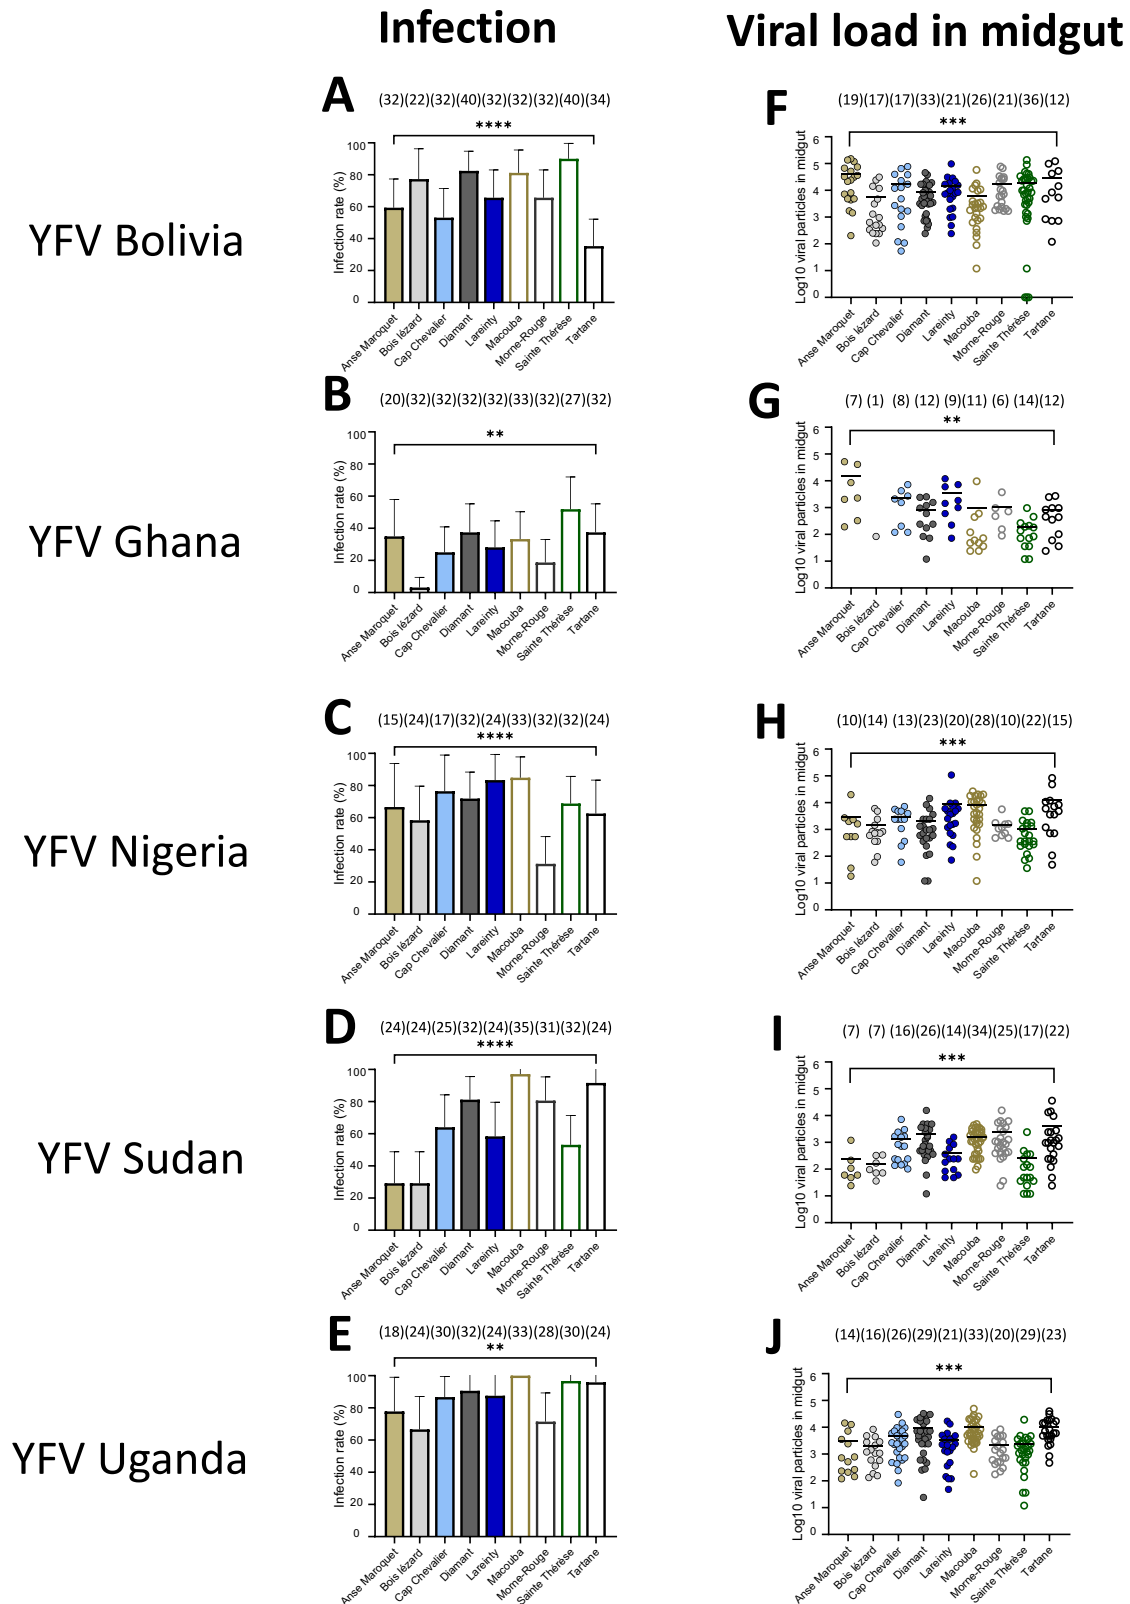 Infection
Viral load in midgut
YFV Bolivia
A
(32)(22)(32)(40)(32)(32)(32)(40)(34)
****
Infection rate (%)
100
80
60
40
20
0
Anse Maroquet
Bois lézard
Cap Chevalier
Diamant
Lareinty
Macouba
Morne-Rouge
Sainte Thérèse
Tartane
F
(19)(17)(17)(33)(21)(26)(21)(36)(12)
***
Log10 viral particles in midgut
6
5
4
3
2
1
0
Anse Maroquet
Bois lézard
Cap Chevalier
Diamant
Lareinty
Macouba
Morne-Rouge
Sainte Thérèse
Tartane
YFV Ghana
B
(20)(32)(32)(32)(32)(33)(32)(27)(32)
**
Infection rate (%)
100
80
60
40
20
0
Anse Maroquet
Bois lézard
Cap Chevalier
Diamant
Lareinty
Macouba
Morne-Rouge
Sainte Thérèse
Tartane
G
(7) (1) (8) (12) (9) (11) (6) (14)(12)
**
Log10 viral particles in midgut
6
5
4
3
2
1
0
Anse Maroquet
Bois lézard
Cap Chevalier
Diamant
Lareinty
Macouba
Morne-Rouge
Sainte Thérèse
Tartane
YFV Nigeria
C
(15)(24)(17)(32)(24)(33)(32)(32)(24)
****
Infection rate (%)
100
80
60
40
20
0
Anse Maroquet
Bois lézard
Cap Chevalier
Diamant
Lareinty
Macouba
Morne-Rouge
Sainte Thérèse
Tartane
H
(10)(14) (13)(23)(20)(28)(10)(22)(15)
***
Log10 viral particles in midgut
6
5
4
3
2
1
0
Anse Maroquet
Bois lézard
Cap Chevalier
Diamant
Lareinty
Macouba
Morne-Rouge
Sainte Thérèse
Tartane
YFV Sudan
D
(24)(24)(25)(32)(24)(35)(31)(32)(24)
****
Infection rate (%)
100
80
60
40
20
0
Anse Maroquet
Bois lézard
Cap Chevalier
Diamant
Lareinty
Macouba
Morne-Rouge
Sainte Thérèse
Tartane
I
(7) (7) (16)(26)(14)(34)(25)(17)(22)
***
Log10 viral particles in midgut
6
5
4
3
2
1
0
Anse Maroquet
Bois lézard
Cap Chevalier
Diamant
Lareinty
Macouba
Morne-Rouge
Sainte Thérèse
Tartane
YFV Uganda
E
(18)(24)(30)(32)(24)(33)(28)(30)(24)
**
Infection rate (%)
100
80
60
40
20
0
Anse Maroquet
Bois lézard
Cap Chevalier
Diamant
Lareinty
Macouba
Morne-Rouge
Sainte Thérèse
Tartane
J
(14)(16)(26)(29)(21)(33)(20)(29)(23)
***
Log10 viral particles in midgut
6
5
4
3
2
1
0
Anse Maroquet
Bois lézard
Cap Chevalier
Diamant
Lareinty
Macouba
Morne-Rouge
Sainte Thérèse
Tartane